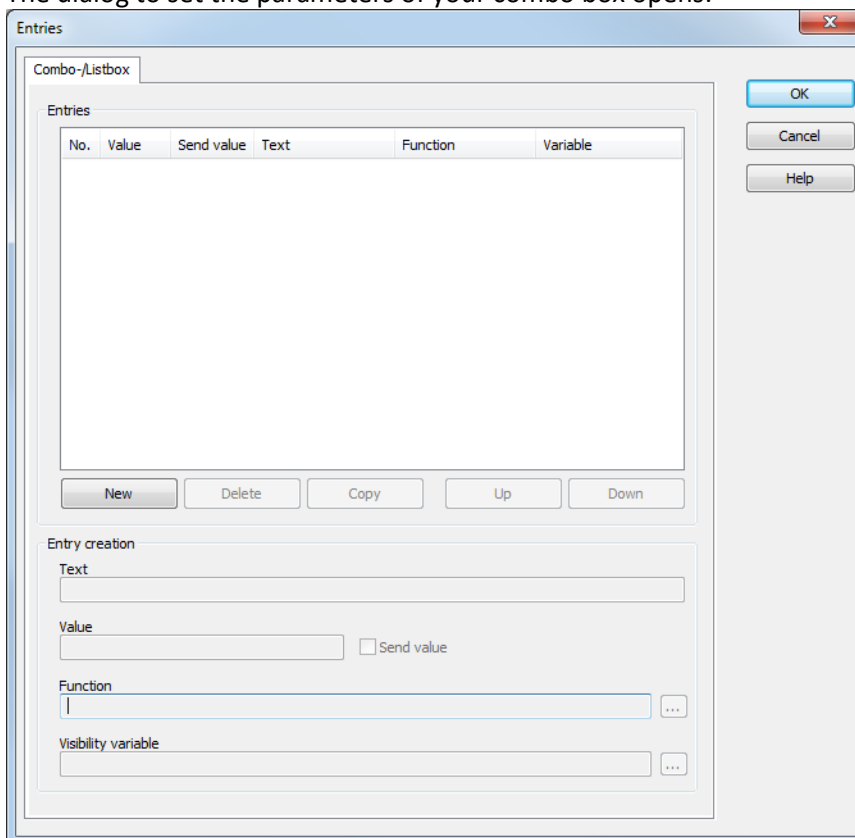 The dialog to set the parameters of your combo box opens.
Entries
Combo-/Listbox
OK
Cancel
Help
Entries
No. Value Send value Text Function Variable
New Delete Copy Up Down
Entry creation
Text
Value
Send value
Function
...
Visibility variable
...